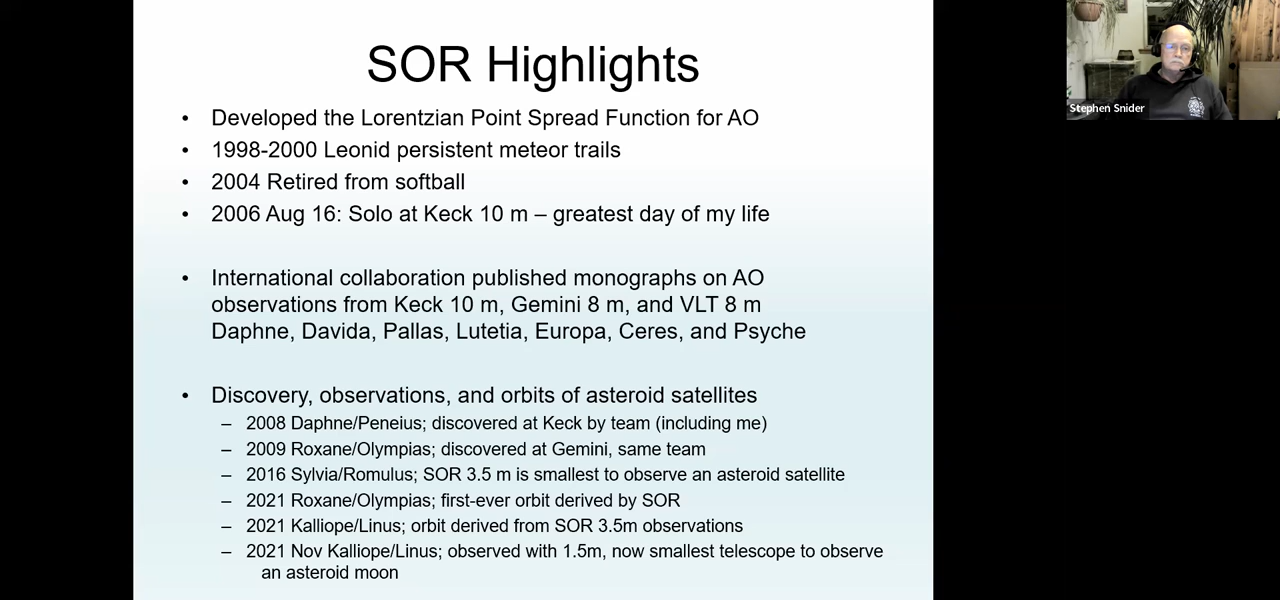 SOR Highlights
• Developed the Lorentzian Point Spread Function for AO
• 1998-2000 Leonid persistent meteor trails
• 2004 Retired from softball
• 2006 Aug 16: Solo at Keck 10 m – greatest day of my life
• International collaboration published monographs on AO
observations from Keck 10 m, Gemini 8 m, and VLT 8 m
Daphne, Davida, Pallas, Lutetia, Europa, Ceres, and Psyche
• Discovery, observations, and orbits of asteroid satellites
– 2008 Daphne/Peneius; discovered at Keck by team (including me)
– 2009 Roxane/Olympias; discovered at Gemini, same team
– 2016 Sylvia/Romulus; SOR 3.5 m is smallest to observe an asteroid satellite
– 2021 Roxane/Olympias; first-ever orbit derived by SOR
– 2021 Kalliope/Linus; orbit derived from SOR 3.5m observations
– 2021 Nov Kalliope/Linus; observed with 1.5m, now smallest telescope to observe
an asteroid moon
Stephen Snider